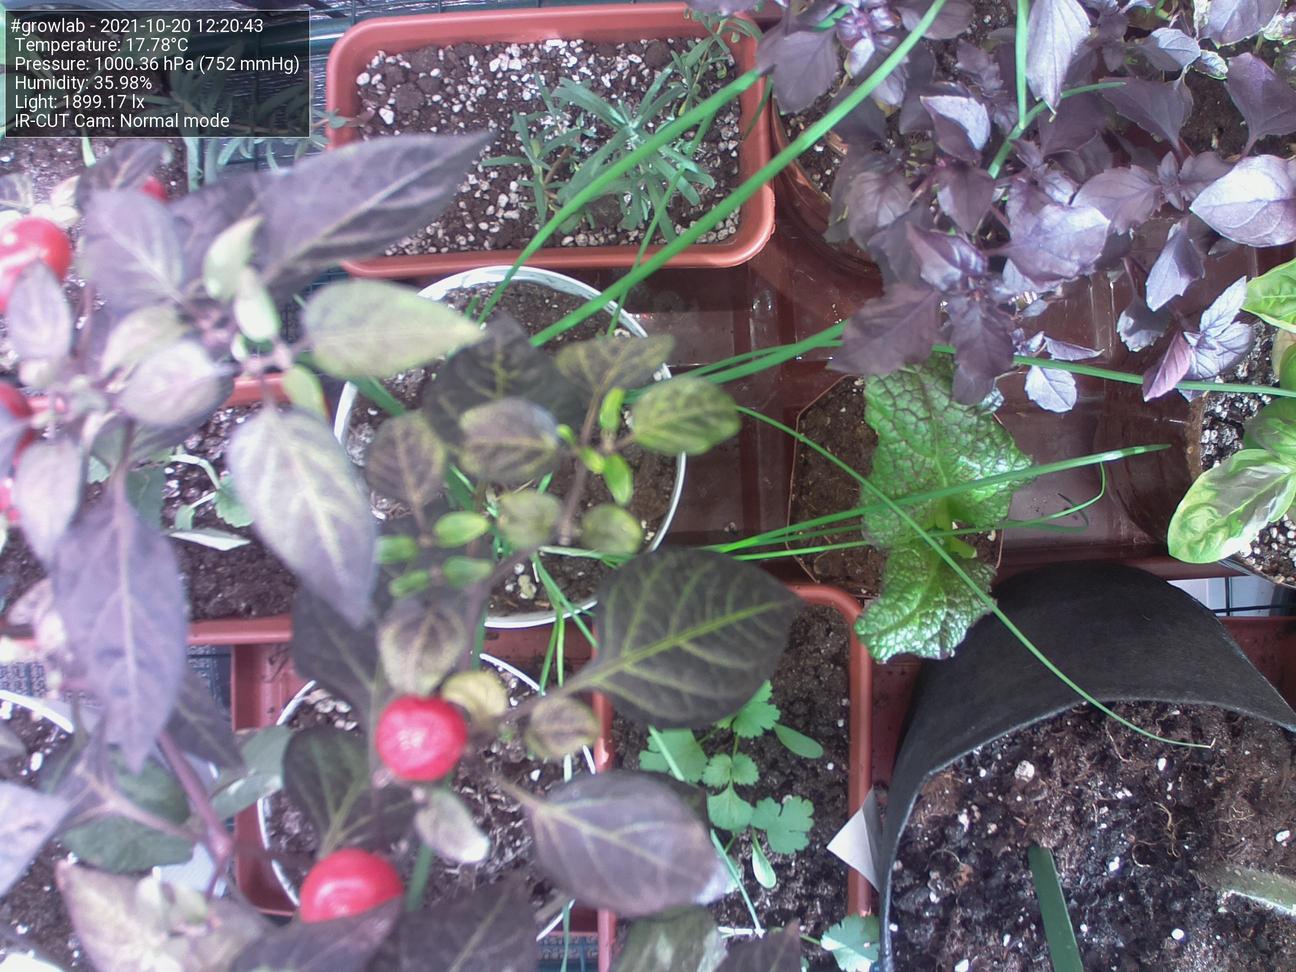 #growlab - 2021-10-20 12:20:43
Temperature: 17.78°C
Pressure: 1000.36 hPa (752 mmHg)
Humidity: 35.98%
Light: 1899.17 lx
IR-CUT Cam: Normal mode